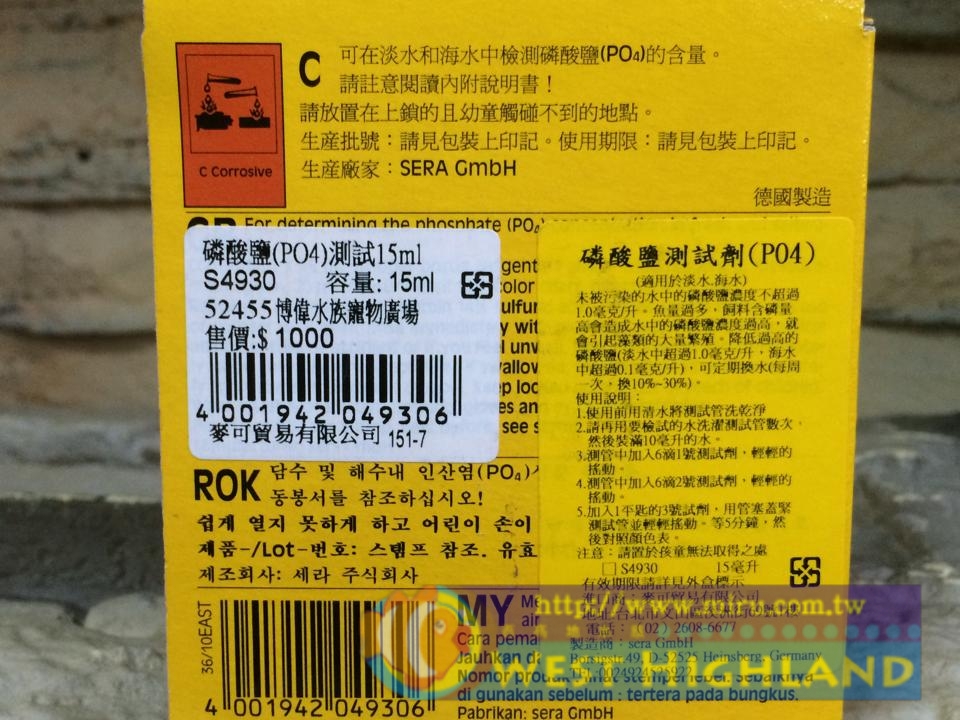 C Corrosive
C 可在淡水和海水中檢測磷酸鹽(PO4)的含量。
請註意閱讀內附說明書！
請放置在上鎖的且幼童觸碰不到的地點。
生産批號：請見包裝上印記。使用期限：請見包裝上印記。
生産廠家：SERA GmbH
德國製造
GB For determining the phosphate (PO4)
磷酸鹽(PO4)測試15ml
S4930 容量: 15ml
52455博偉水族寵物廣場
售價:$ 1000
4 001942 049306
麥可貿易有限公司 151-7
磷酸鹽測試劑(PO4)
(適用於淡水.海水)
未被污染的水中的磷酸鹽濃度不超過
1.0毫克/升。魚量過多，飼料含磷量
高會造成水中的磷酸鹽濃度過高，就
會引起藻類的大量繁殖。降低過高的
磷酸鹽(淡水中超過1.0毫克/升，海水
中超過0.1毫克/升)，可定期換水(每周
一次，換10%~30%)。
使用說明：
1.使用前用清水將測試管洗乾淨
2.請再用要檢試的水洗濯測試管數次，
然後裝滿10毫升的水。
3.測管中加入6滴1號測試劑，輕輕的
搖動。
4.測管中加入6滴2號測試劑，輕輕的
搖動。
5.加入1平匙的3號試劑，用管塞蓋緊
測試管並輕輕搖動。等5分鐘，然
後對照顏色表。
注意：請置於孩童無法取得之處
S4930 15毫升
有效期限請詳見外盒標示
進口商：麥可貿易有限公司
電話：（02）2608-6677
製造商：sera GmbH
D-52525 Heinsberg, Germany
ROK 담수 및 해수내 인산염(PO4)
동봉서를 참조하십시오!
쉽게 열지 못하게 하고 어린이 손이
제품-/Lot-번호: 스탬프 참조. 유효
제조회사: 세라 주식회사
36/10EAST
4 001942 049306
MY
Cara pema
Jauhkan da
Nomor produk
di gunakan sebelum : tertera pada bungkus.
Pabrikan: sera GmbH
WEST HIGHLAND